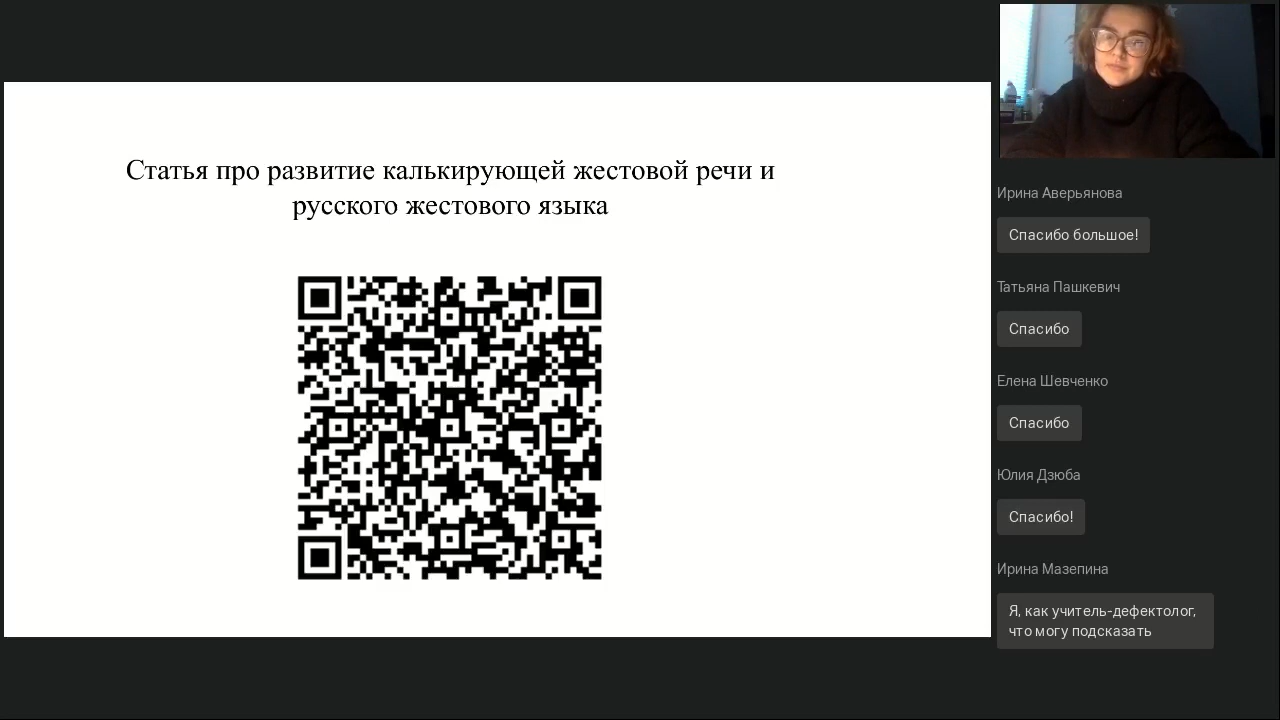 Статья про развитие калькирующей жестовой речи и
русского жестового языка
Ирина Аверьянова
Спасибо большое!
Татьяна Пашкевич
Спасибо
Елена Шевченко
Спасибо
Юлия Дзюба
Спасибо!
Ирина Мазепина
Я, как учитель-дефектолог,
что могу подсказать